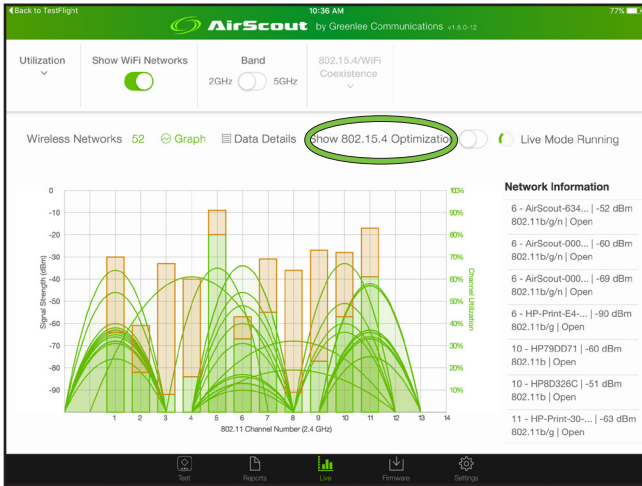 Back to TestFlight
10:36 AM
77%
AirScout by Greenlee Communications v1.6.0-12
Utilization
Show WiFi Networks
Band
2GHz
5GHz
802.15.4/WiFi
Coexistence
Wireless Networks 52
Graph
Data Details
Show 802.15.4 Optimization
Live Mode Running
Signal Strength (dBm)
0
-10
-20
-30
-40
-50
-60
-70
-80
-90
100%
90%
80%
70%
60%
50%
40%
30%
20%
10%
Channel Utilization
1 2 3 4 5 6 7 8 9 10 11 12 13 14
802.11 Channel Number (2.4 GHz)
Network Information
6 - AirScout-634... | -52 dBm
802.11b/g/n | Open
6 - AirScout-000... | -60 dBm
802.11b/g/n | Open
6 - AirScout-000... | -69 dBm
802.11b/g/n | Open
6 - HP-Print-E4-... | -90 dBm
802.11b/g | Open
10 - HP79DD71 | -60 dBm
802.11b | Open
10 - HP8D326C | -51 dBm
802.11b | Open
11 - HP-Print-30-... | -63 dBm
802.11b/g | Open
Test
Reports
Live
Firmware
Settings